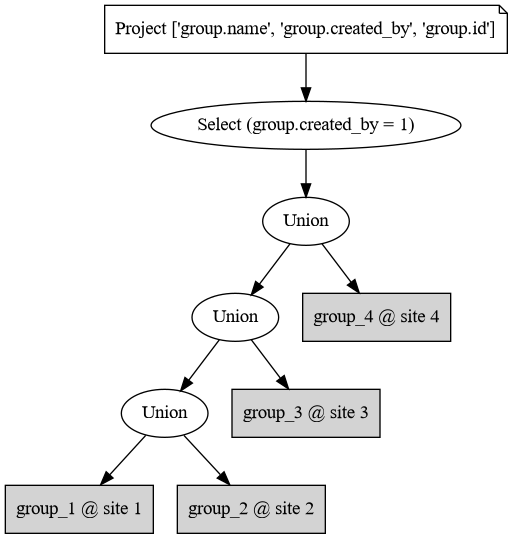 Project ['group.name', 'group.created_by', 'group.id']
Select (group.created_by = 1)
Union
Union
group_4 @ site 4
Union
group_3 @ site 3
group_1 @ site 1
group_2 @ site 2